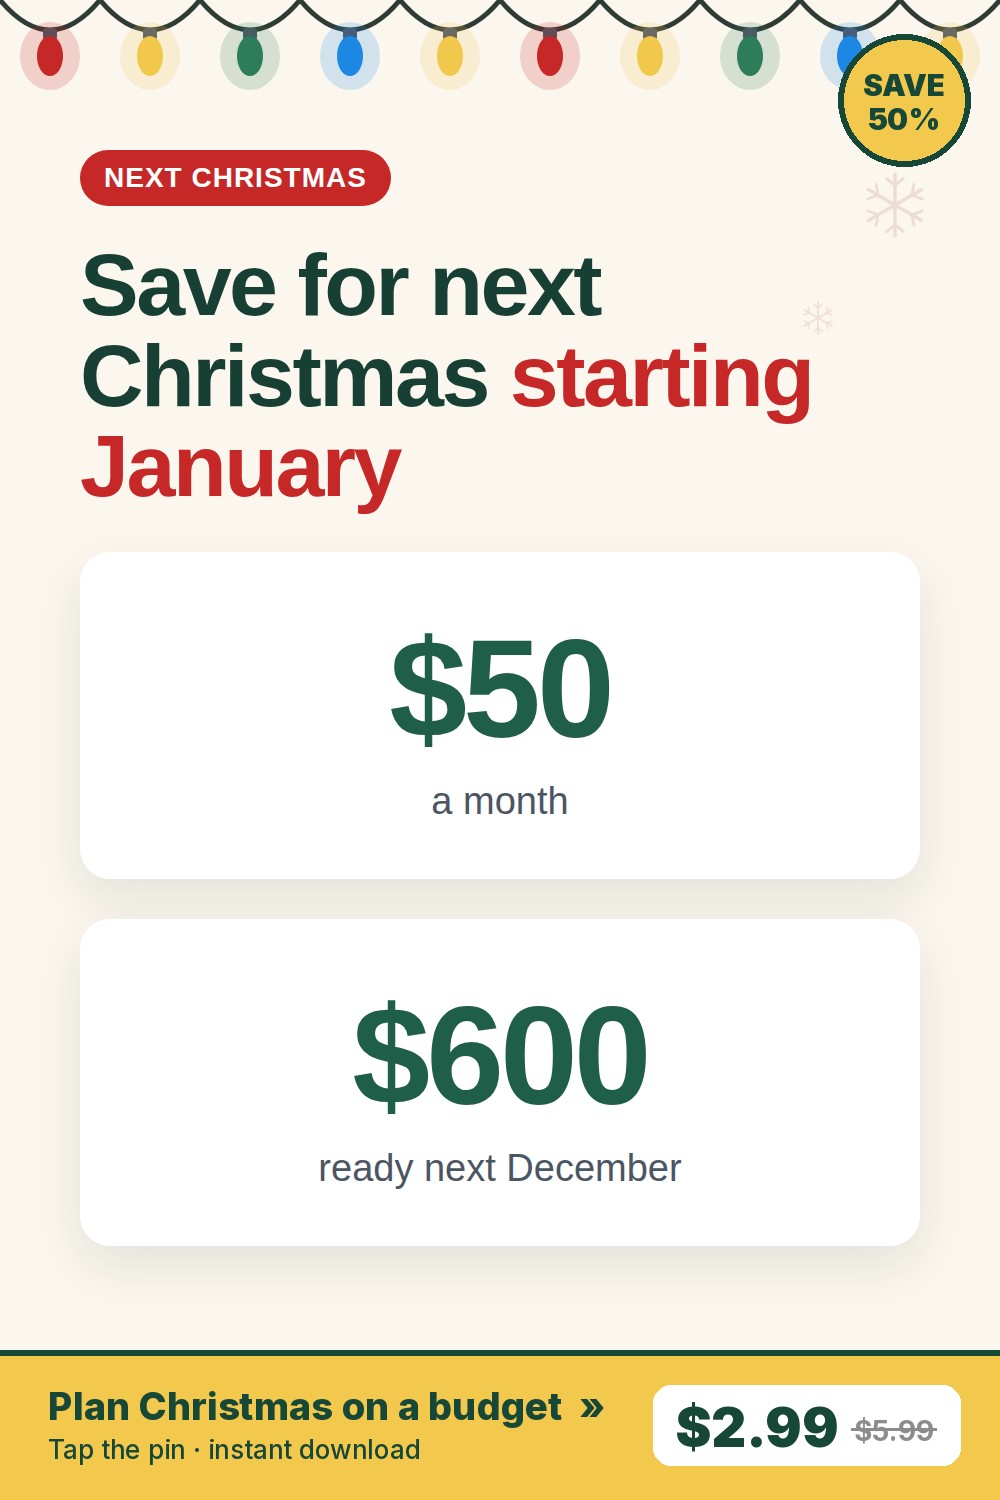 SAVE
50%
NEXT CHRISTMAS
Save for next
Christmas starting
January
$50
a month
$600
ready next December
Plan Christmas on a budget »
Tap the pin · instant download
$2.99 $5.99